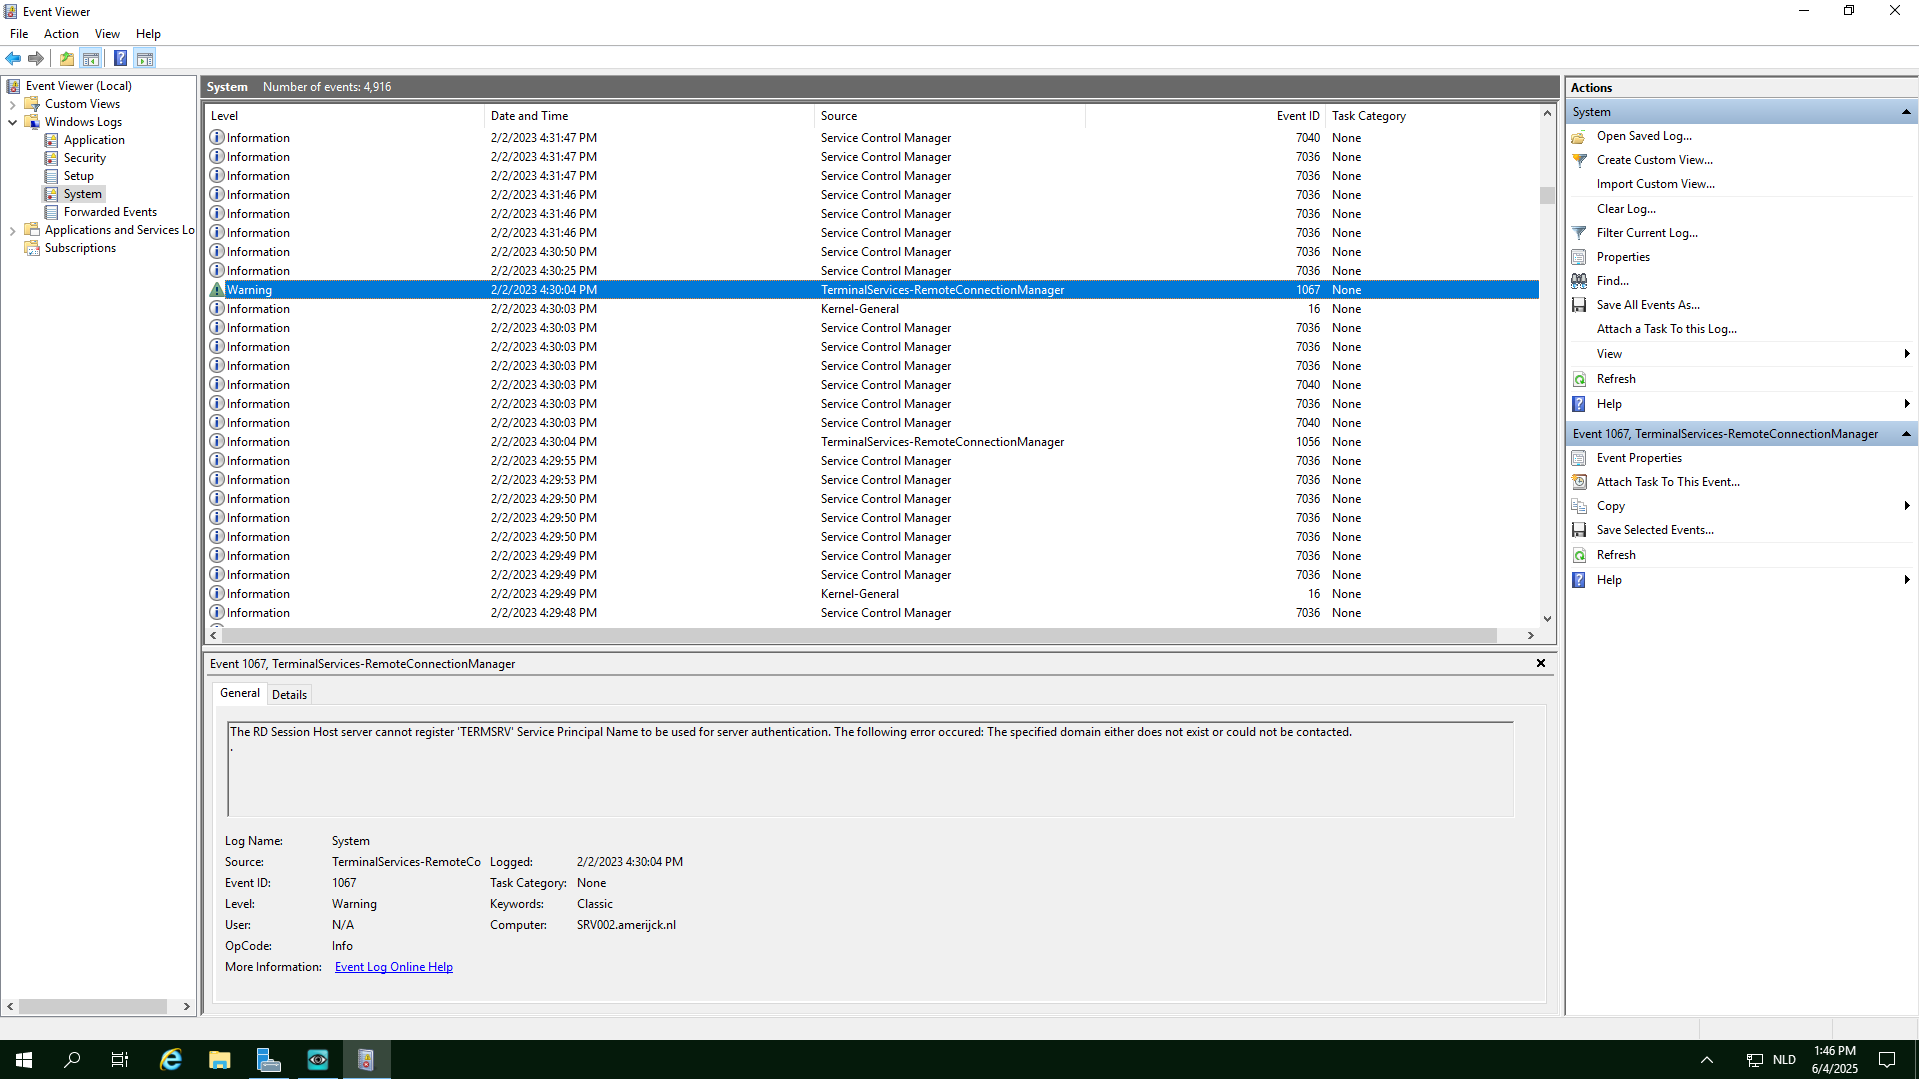 Event Viewer
File Action View Help
Event Viewer (Local)
Custom Views
Windows Logs
Application
Security
Setup
System
Forwarded Events
Applications and Services Lo
Subscriptions
System Number of events: 4,916
Level Date and Time Source Event ID Task Category
Information 2/2/2023 4:31:47 PM Service Control Manager 7040 None
Information 2/2/2023 4:31:47 PM Service Control Manager 7036 None
Information 2/2/2023 4:31:47 PM Service Control Manager 7036 None
Information 2/2/2023 4:31:46 PM Service Control Manager 7036 None
Information 2/2/2023 4:31:46 PM Service Control Manager 7036 None
Information 2/2/2023 4:31:46 PM Service Control Manager 7036 None
Information 2/2/2023 4:30:50 PM Service Control Manager 7036 None
Information 2/2/2023 4:30:25 PM Service Control Manager 7036 None
Warning 2/2/2023 4:30:04 PM TerminalServices-RemoteConnectionManager 1067 None
Information 2/2/2023 4:30:03 PM Kernel-General 16 None
Information 2/2/2023 4:30:03 PM Service Control Manager 7036 None
Information 2/2/2023 4:30:03 PM Service Control Manager 7036 None
Information 2/2/2023 4:30:03 PM Service Control Manager 7036 None
Information 2/2/2023 4:30:03 PM Service Control Manager 7040 None
Information 2/2/2023 4:30:03 PM Service Control Manager 7036 None
Information 2/2/2023 4:30:03 PM Service Control Manager 7040 None
Information 2/2/2023 4:30:04 PM TerminalServices-RemoteConnectionManager 1056 None
Information 2/2/2023 4:29:55 PM Service Control Manager 7036 None
Information 2/2/2023 4:29:53 PM Service Control Manager 7036 None
Information 2/2/2023 4:29:50 PM Service Control Manager 7036 None
Information 2/2/2023 4:29:50 PM Service Control Manager 7036 None
Information 2/2/2023 4:29:50 PM Service Control Manager 7036 None
Information 2/2/2023 4:29:49 PM Service Control Manager 7036 None
Information 2/2/2023 4:29:49 PM Service Control Manager 7036 None
Information 2/2/2023 4:29:49 PM Kernel-General 16 None
Information 2/2/2023 4:29:48 PM Service Control Manager 7036 None
Event 1067, TerminalServices-RemoteConnectionManager
General Details
The RD Session Host server cannot register 'TERMSRV' Service Principal Name to be used for server authentication. The following error occured: The specified domain either does not exist or could not be contacted.
.
Log Name: System
Source: TerminalServices-RemoteCo Logged: 2/2/2023 4:30:04 PM
Event ID: 1067 Task Category: None
Level: Warning Keywords: Classic
User: N/A Computer: SRV002.amerijck.nl
OpCode: Info
More Information: Event Log Online Help
Actions
System
Open Saved Log...
Create Custom View...
Import Custom View...
Clear Log...
Filter Current Log...
Properties
Find...
Save All Events As...
Attach a Task To this Log...
View
Refresh
Help
Event 1067, TerminalServices-RemoteConnectionManager
Event Properties
Attach Task To This Event...
Copy
Save Selected Events...
Refresh
Help
NLD
1:46 PM
6/4/2025